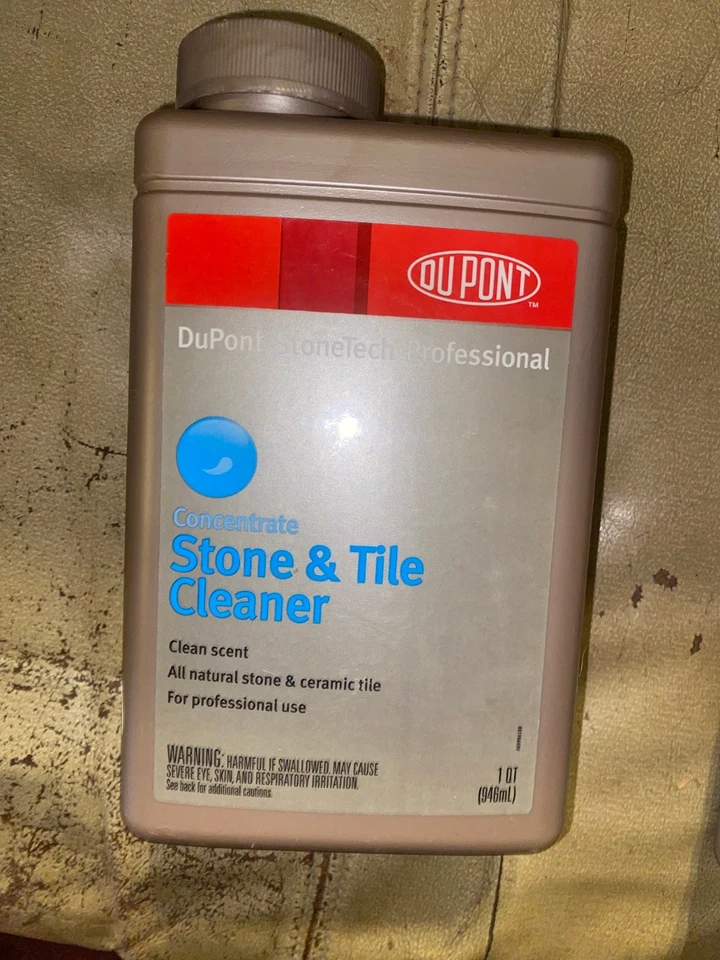 DU PONT
TM
DuPont StoneTech Professional
Concentrate
Stone & Tile
Cleaner
Clean scent
All natural stone & ceramic tile
For professional use
WARNING: HARMFUL IF SWALLOWED. MAY CAUSE
SEVERE EYE, SKIN, AND RESPIRATORY IRRITATION.
See back for additional cautions.
1 QT
(946mL)